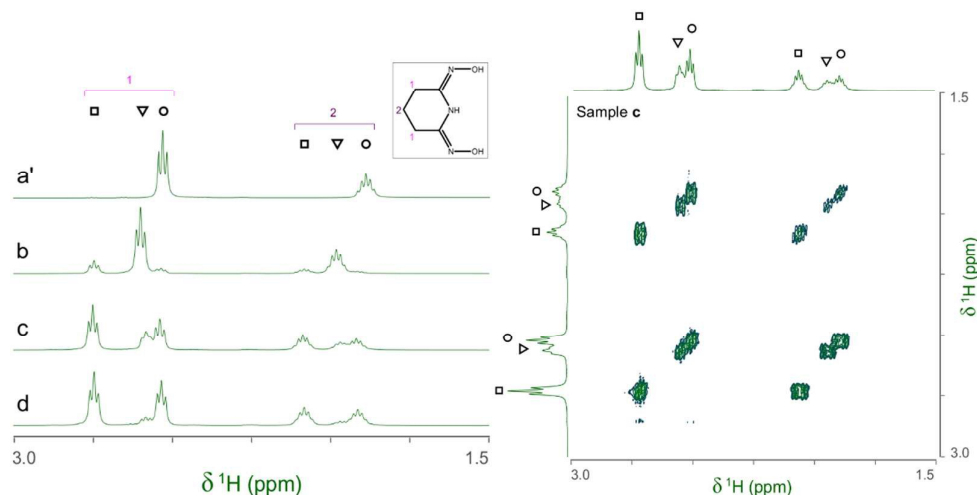 1
2
N OH
1
2 NH
1
N OH
a'
b
c
d
3.0 1.5
δ ¹H (ppm)
Sample c
1.5
3.0
δ ¹H (ppm)
3.0 1.5
δ ¹H (ppm)